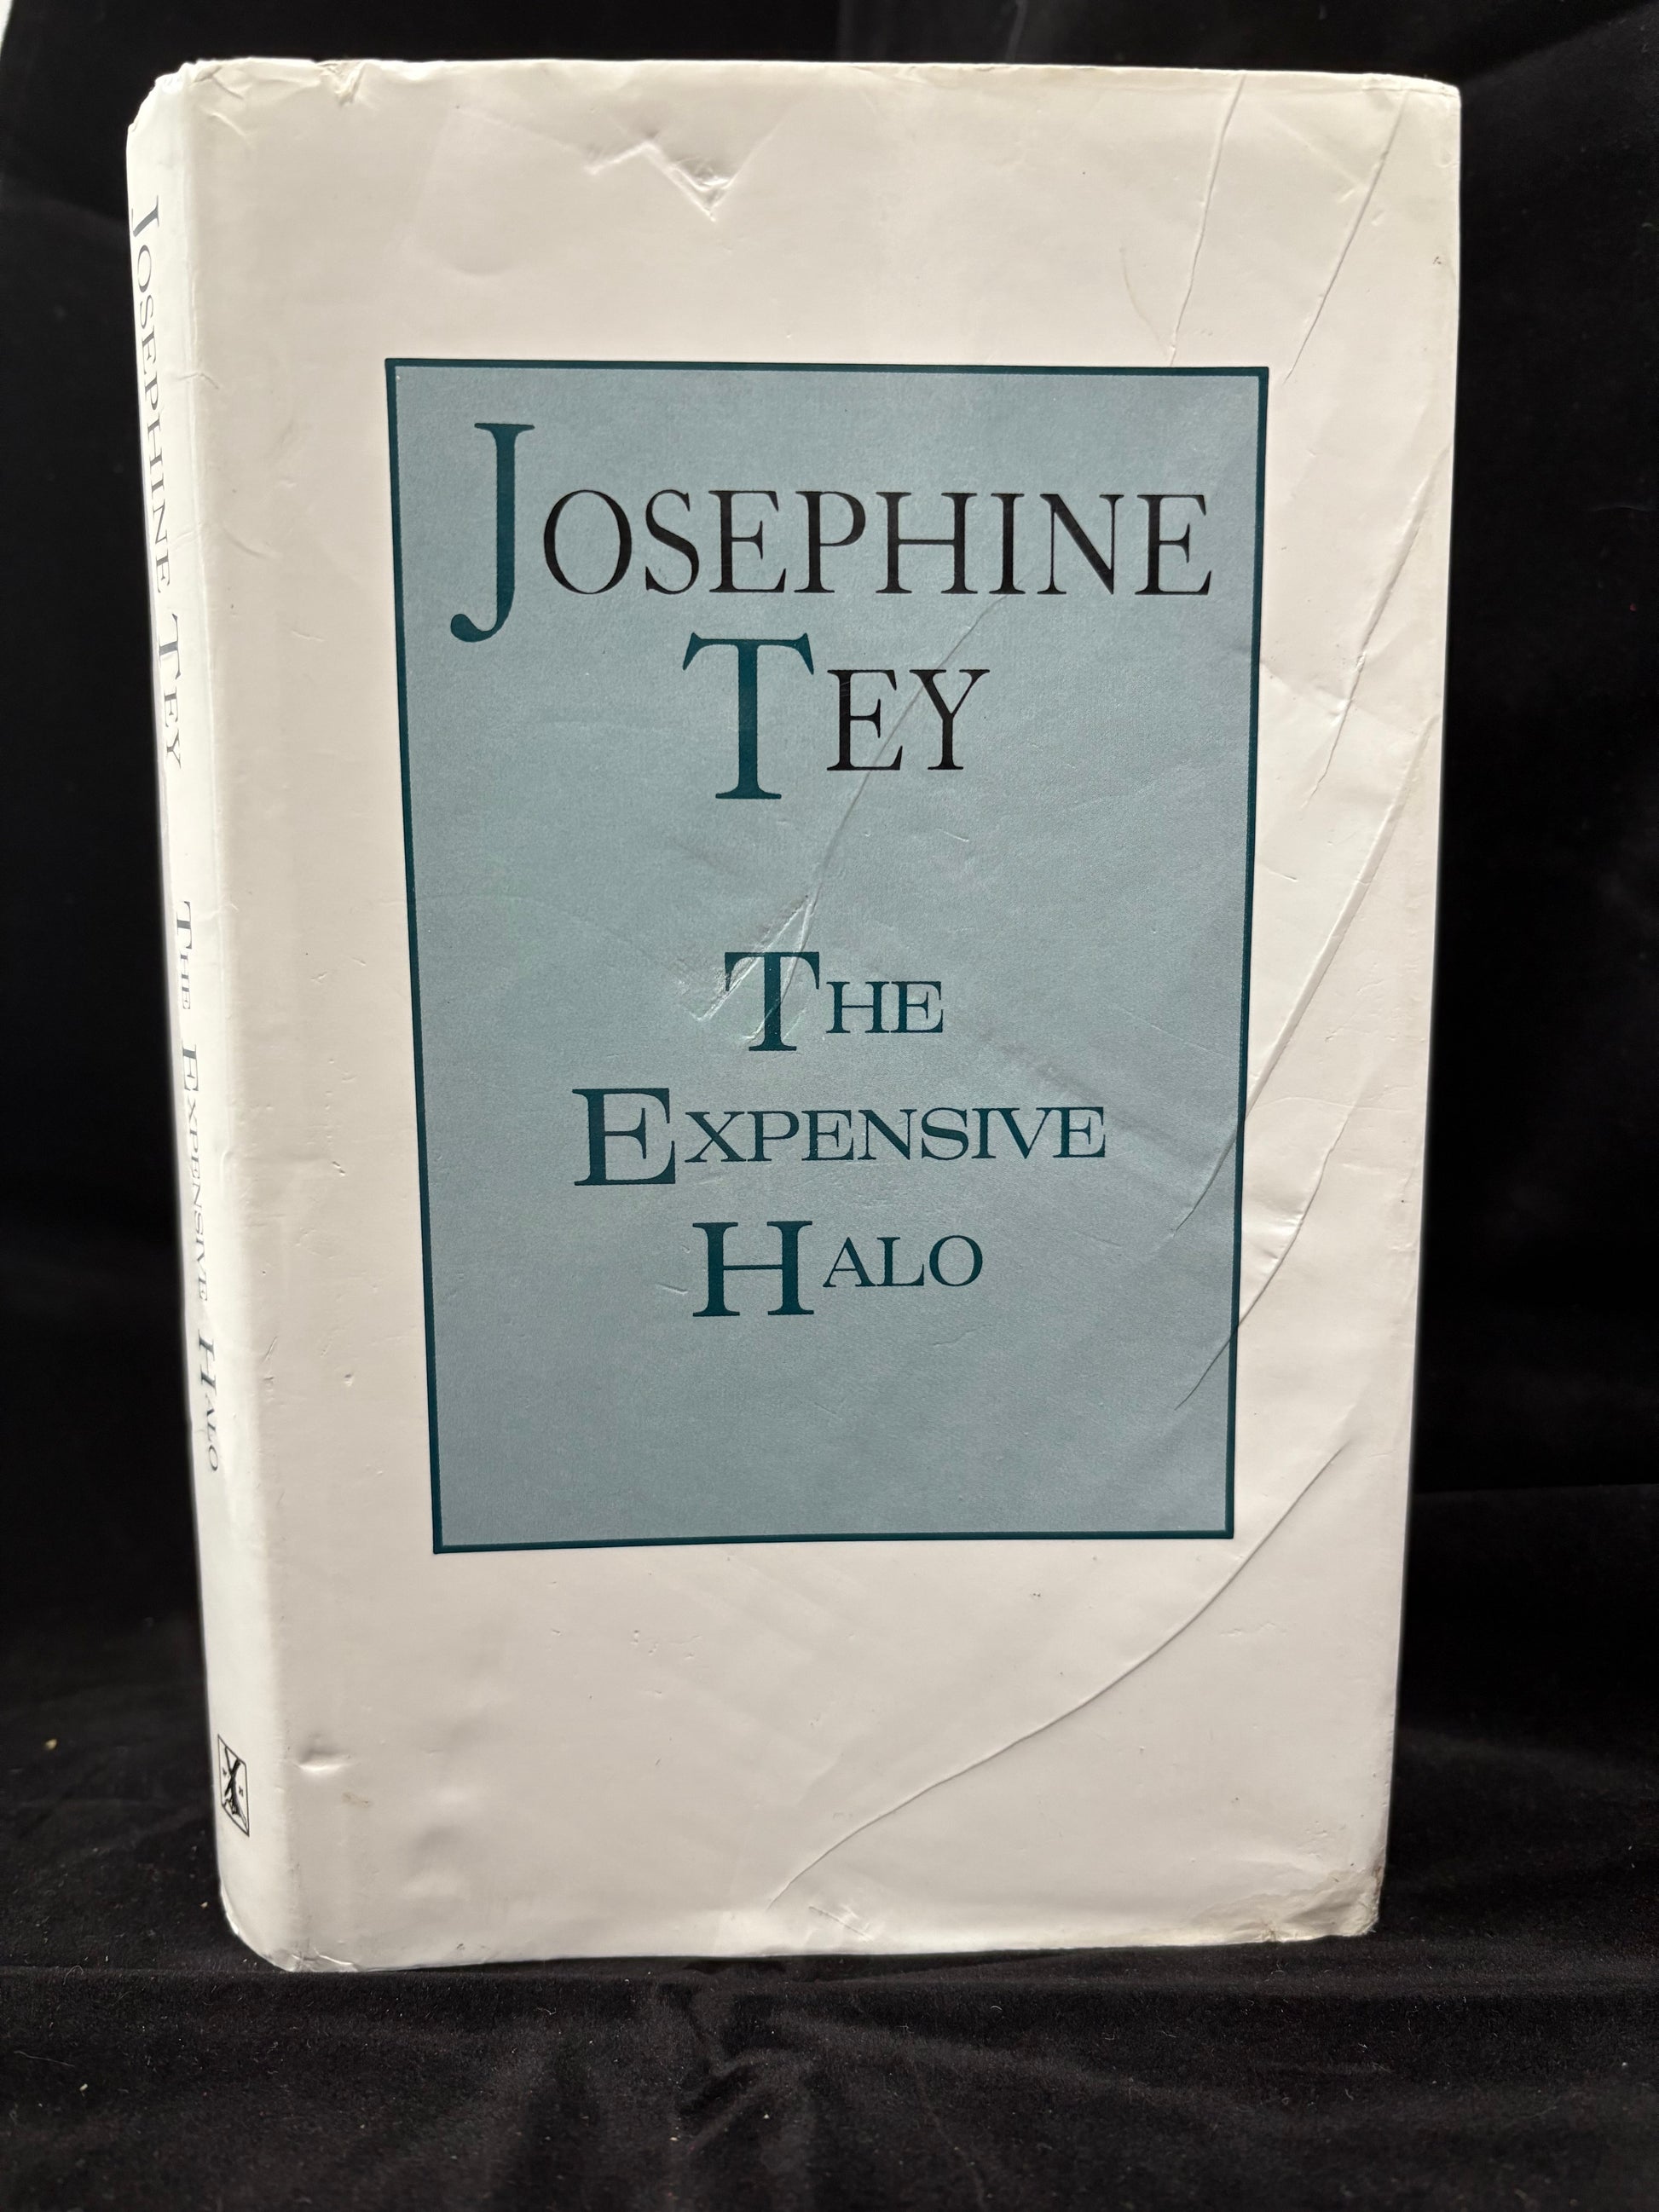 JOSEPHINE
TEY
THE
EXPENSIVE
HALO
JOSEPHINE TEY THE EXPENSIVE HALO